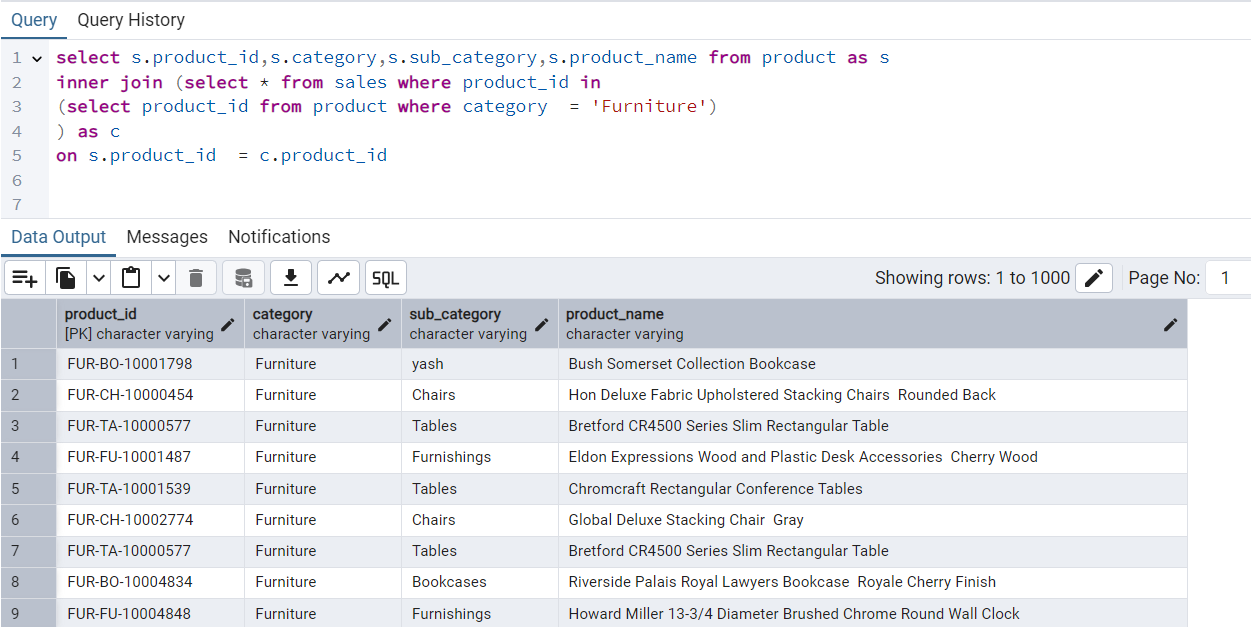 Query Query History
1 select s.product_id,s.category,s.sub_category,s.product_name from product as s
2 inner join (select * from sales where product_id in
3 (select product_id from product where category  = 'Furniture')
4 ) as c
5 on s.product_id  = c.product_id
6
7
Data Output Messages Notifications
SQL Showing rows: 1 to 1000 Page No: 1
product_id category sub_category product_name
[PK] character varying character varying character varying character varying
1 FUR-BO-10001798 Furniture yash Bush Somerset Collection Bookcase
2 FUR-CH-10000454 Furniture Chairs Hon Deluxe Fabric Upholstered Stacking Chairs  Rounded Back
3 FUR-TA-10000577 Furniture Tables Bretford CR4500 Series Slim Rectangular Table
4 FUR-FU-10001487 Furniture Furnishings Eldon Expressions Wood and Plastic Desk Accessories  Cherry Wood
5 FUR-TA-10001539 Furniture Tables Chromcraft Rectangular Conference Tables
6 FUR-CH-10002774 Furniture Chairs Global Deluxe Stacking Chair  Gray
7 FUR-TA-10000577 Furniture Tables Bretford CR4500 Series Slim Rectangular Table
8 FUR-BO-10004834 Furniture Bookcases Riverside Palais Royal Lawyers Bookcase  Royale Cherry Finish
9 FUR-FU-10004848 Furniture Furnishings Howard Miller 13-3/4 Diameter Brushed Chrome Round Wall Clock